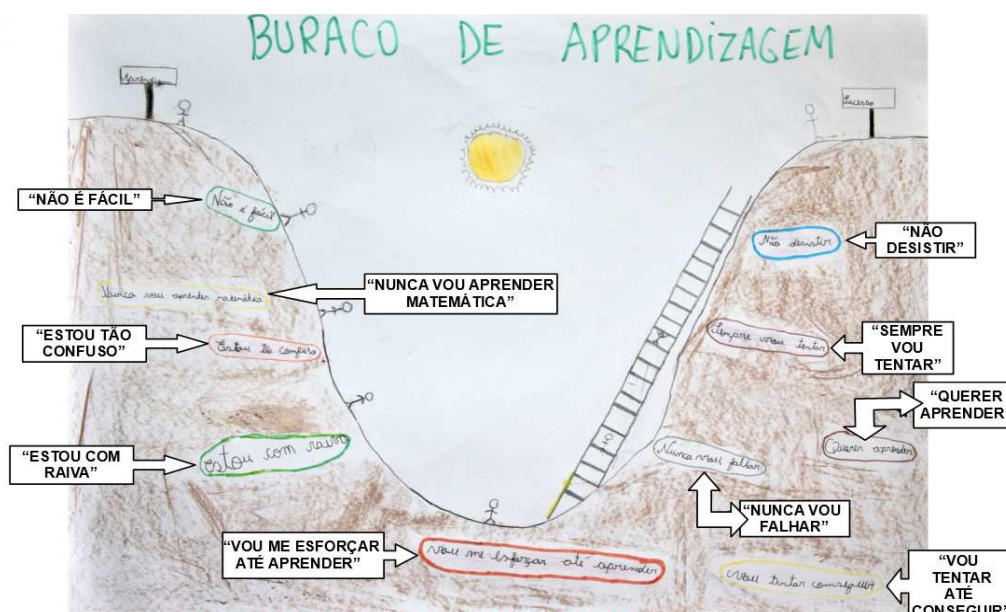 BURACO DE APRENDIZAGEM
Sucesso
"NÃO É FÁCIL"
Não é fácil
Não desistir
"NÃO
DESISTIR"
Nunca vou aprender matemática
"NUNCA VOU APRENDER
MATEMÁTICA"
"ESTOU TÃO
CONFUSO"
Estou confuso
Sempre vou tentar
"SEMPRE
VOU
TENTAR"
"QUERER
APRENDER
"ESTOU COM
RAIVA"
Estou com raiva
Nunca vou falhar
Querer aprender
"NUNCA VOU
FALHAR"
"VOU ME ESFORÇAR
ATÉ APRENDER"
Vou me esforçar até aprender
Vou tentar conseguir
"VOU
TENTAR
ATÉ
CONSEGUIR"